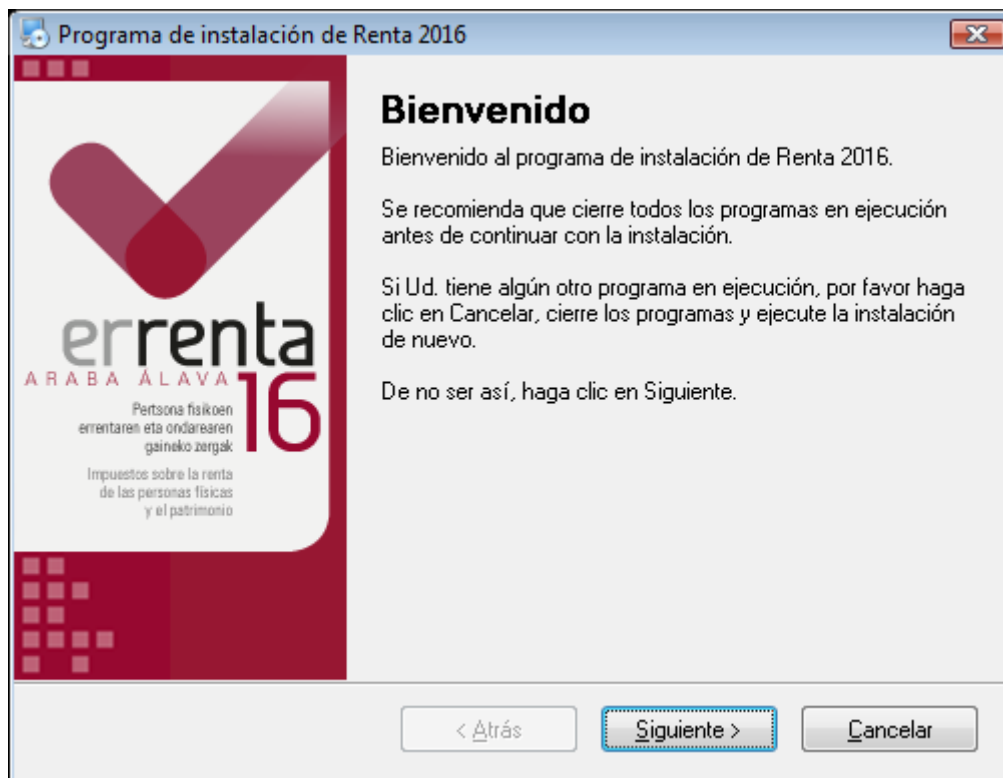 Programa de instalación de Renta 2016
errenta
ARABA ÁLAVA
16
Pertsona fisikoen
errentaren eta ondarearen
gaineko zergak
Impuestos sobre la renta
de las personas físicas
y el patrimonio
Bienvenido
Bienvenido al programa de instalación de Renta 2016.
Se recomienda que cierre todos los programas en ejecución
antes de continuar con la instalación.
Si Ud. tiene algún otro programa en ejecución, por favor haga
clic en Cancelar, cierre los programas y ejecute la instalación
de nuevo.
De no ser así, haga clic en Siguiente.
< Atrás
Siguiente >
Cancelar